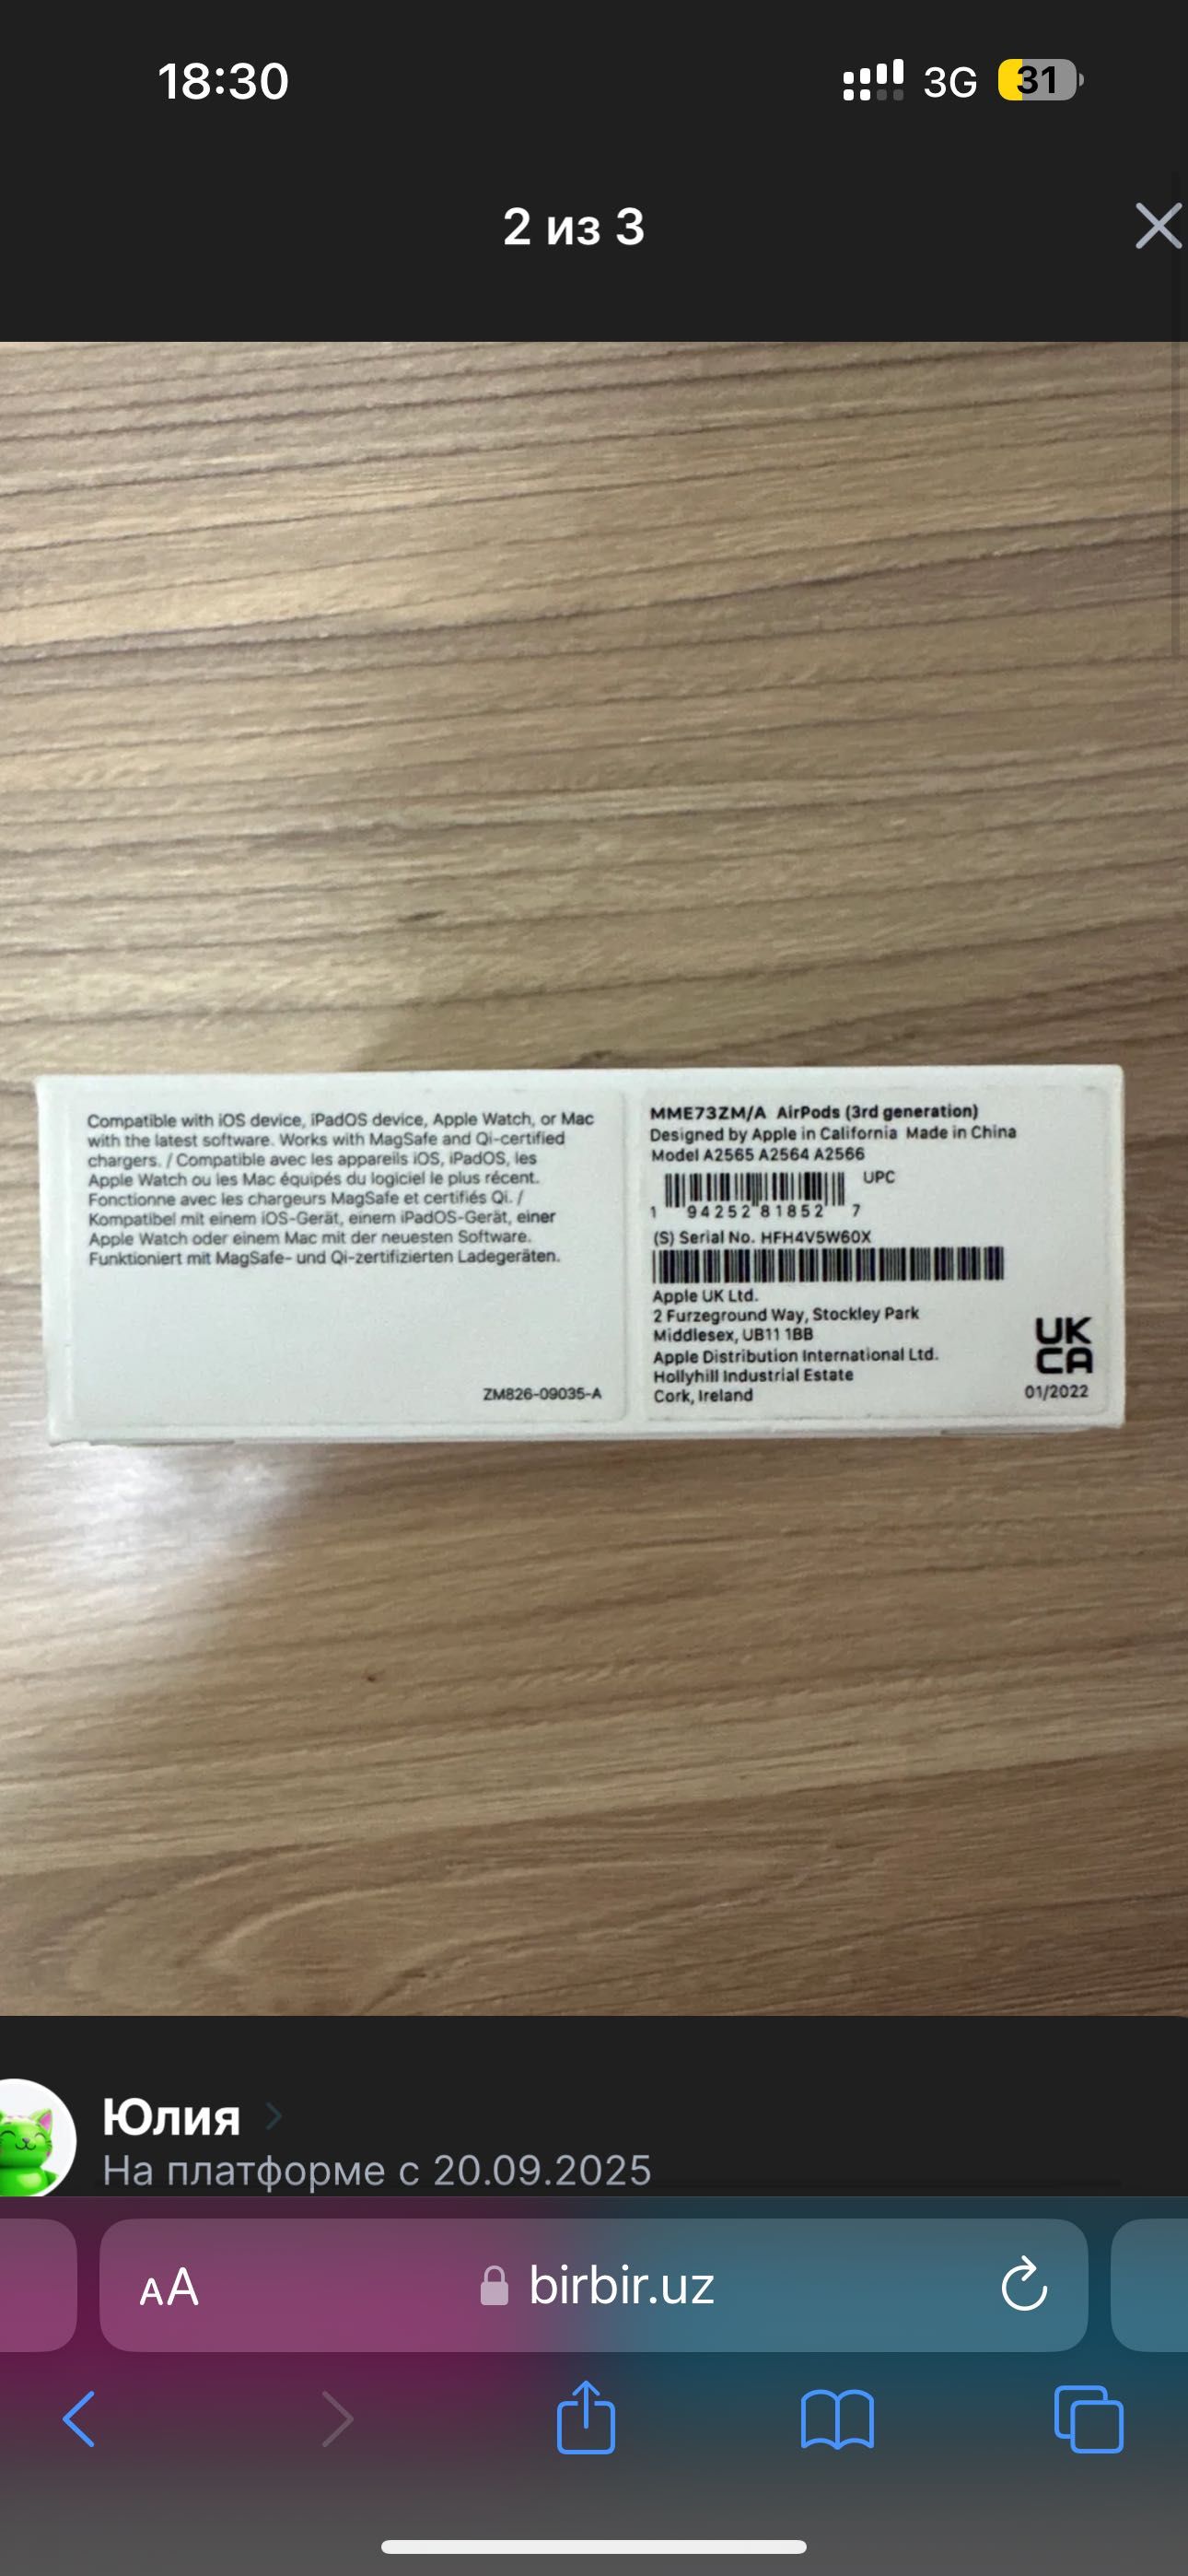 18:30
3G
31
2 из 3
Compatible with iOS device, iPadOS device, Apple Watch, or Mac
with the latest software. Works with MagSafe and Qi-certified
chargers. / Compatible avec les appareils iOS, iPadOS, les
Apple Watch ou les Mac équipés du logiciel le plus récent.
Fonctionne avec les chargeurs MagSafe et certifiés Qi. /
Kompatibel mit einem iOS-Gerät, einem iPadOS-Gerät, einer
Apple Watch oder einem Mac mit der neuesten Software.
Funktioniert mit MagSafe- und Qi-zertifizierten Ladegeräten.
ZM826-09035-A
MME73ZM/A AirPods (3rd generation)
Designed by Apple in California Made in China
Model A2565 A2564 A2566
UPC
1 94252 81852 7
(S) Serial No. HFH4V5W60X
Apple UK Ltd.
2 Furzeground Way, Stockley Park
Middlesex, UB11 1BB
Apple Distribution International Ltd.
Hollyhill Industrial Estate
Cork, Ireland
UK
CA
01/2022
Юлия
На платформе с 20.09.2025
AA
birbir.uz